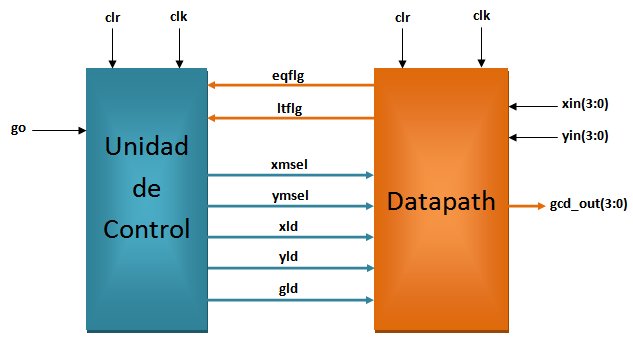 clr
clk
clr
clk
eqflg
xin(3:0)
ltflg
go
yin(3:0)
Unidad
de
Control
xmsel
Datapath
ymsel
gcd_out(3:0)
xld
yld
gld